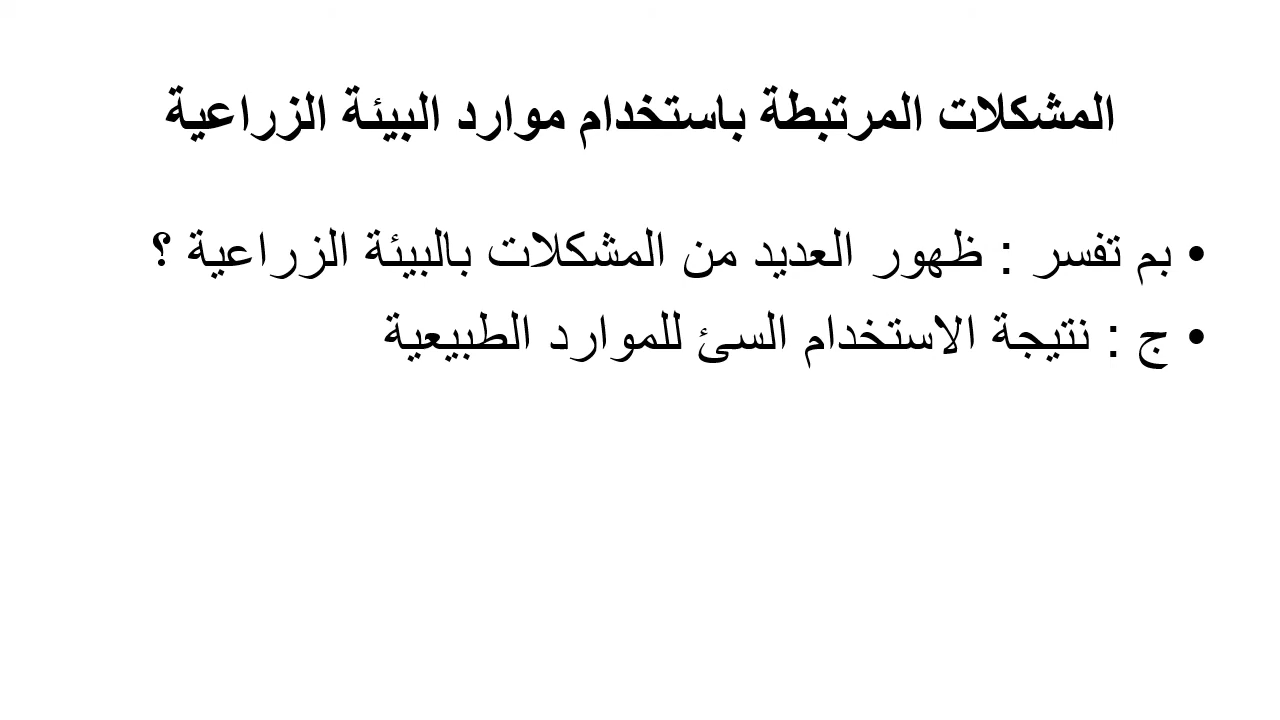 المشكلات المرتبطة باستخدام موارد البيئة الزراعية
• بم تفسر : ظهور العديد من المشكلات بالبيئة الزراعية ؟
• ج : نتيجة الاستخدام السئ للموارد الطبيعية